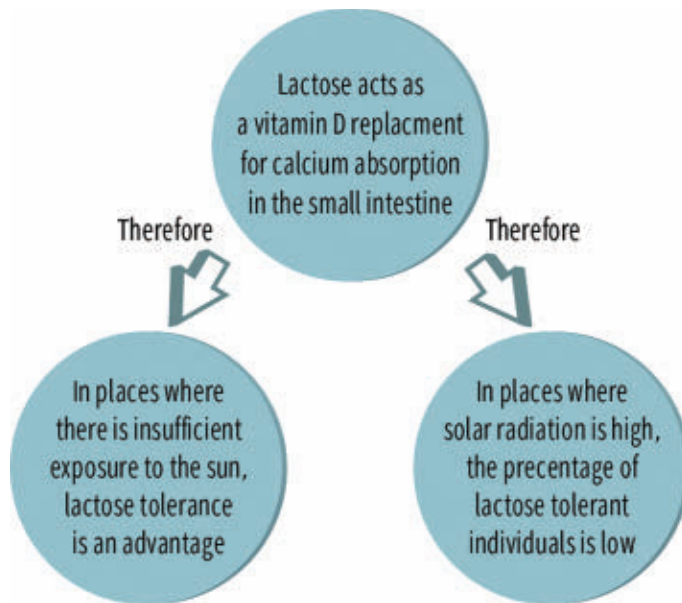 Lactose acts as
a vitamin D replacment
for calcium absorption
in the small intestine
Therefore
Therefore
In places where
there is insufficient
exposure to the sun,
lactose tolerance
is an advantage
In places where
solar radiation is high,
the precentage of
lactose tolerant
individuals is low